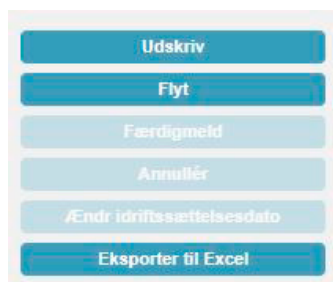 Udskriv
Flyt
Færdigmeld
Annullér
Ændr idriftssættelsesdato
Eksporter til Excel